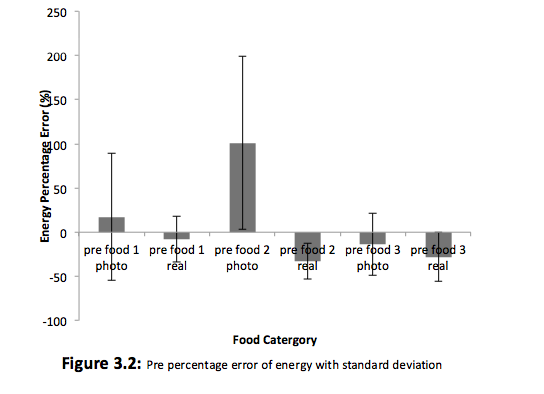 250
200
150
100
50
0
-50
-100
Energy Percentage Error (%)
pre food 1 photo
pre food 1 real
pre food 2 photo
pre food 2 real
pre food 3 photo
pre food 3 real
Food Catergory
Figure 3.2: Pre percentage error of energy with standard deviation